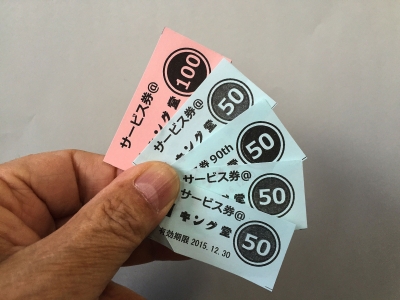 サービス券@
100
キング堂
サービス券@
50
キング堂
券 90th
50
サービス券@
50
サービス券@
キング堂
50
有効期限 2015.12.30